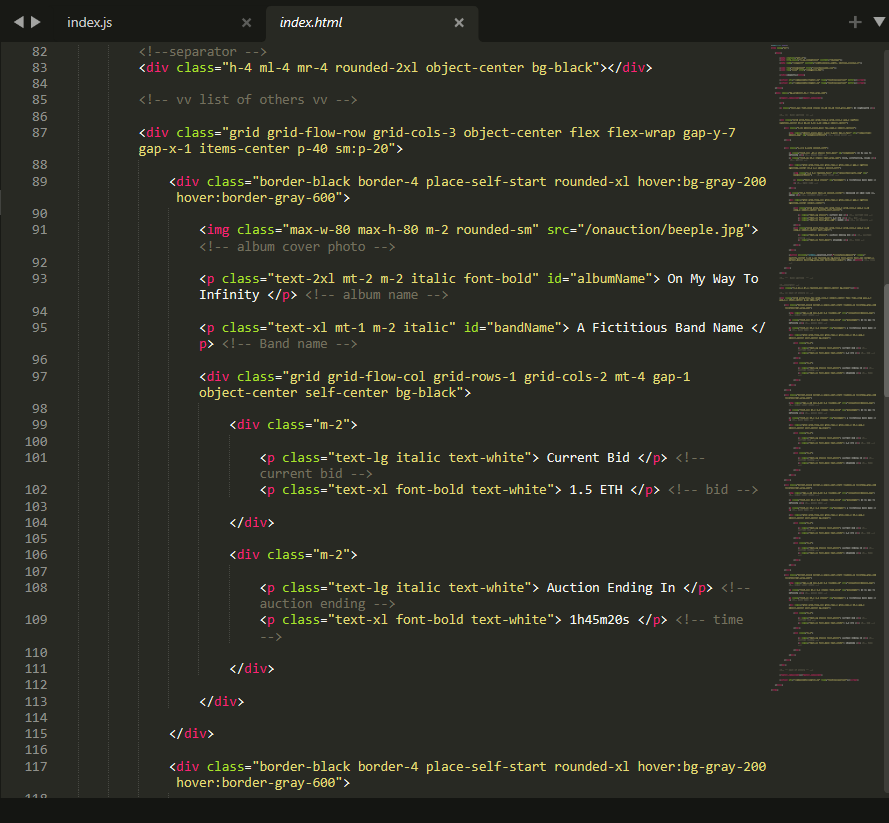 index.js
index.html
82 <!--separator -->
83 <div class="h-4 ml-4 mr-4 rounded-2xl object-center bg-black"></div>
84
85 <!-- vv list of others vv -->
86
87 <div class="grid grid-flow-row grid-cols-3 object-center flex flex-wrap gap-y-7
gap-x-1 items-center p-40 sm:p-20">
88
89 <div class="border-black border-4 place-self-start rounded-xl hover:bg-gray-200
hover:border-gray-600">
90
91 <img class="max-w-80 max-h-80 m-2 rounded-sm" src="/onauction/beeple.jpg">
<!-- album cover photo -->
92
93 <p class="text-2xl mt-2 m-2 italic font-bold" id="albumName"> On My Way To
Infinity </p> <!-- album name -->
94
95 <p class="text-xl mt-1 m-2 italic" id="bandName"> A Fictitious Band Name </
p> <!-- Band name -->
96
97 <div class="grid grid-flow-col grid-rows-1 grid-cols-2 mt-4 gap-1
object-center self-center bg-black">
98
99 <div class="m-2">
100
101 <p class="text-lg italic text-white"> Current Bid </p> <!--
current bid -->
102 <p class="text-xl font-bold text-white"> 1.5 ETH </p> <!-- bid -->
103
104 </div>
105
106 <div class="m-2">
107
108 <p class="text-lg italic text-white"> Auction Ending In </p> <!--
auction ending -->
109 <p class="text-xl font-bold text-white"> 1h45m20s </p> <!-- time
-->
110
111 </div>
112
113 </div>
114
115 </div>
116
117 <div class="border-black border-4 place-self-start rounded-xl hover:bg-gray-200
hover:border-gray-600">
118